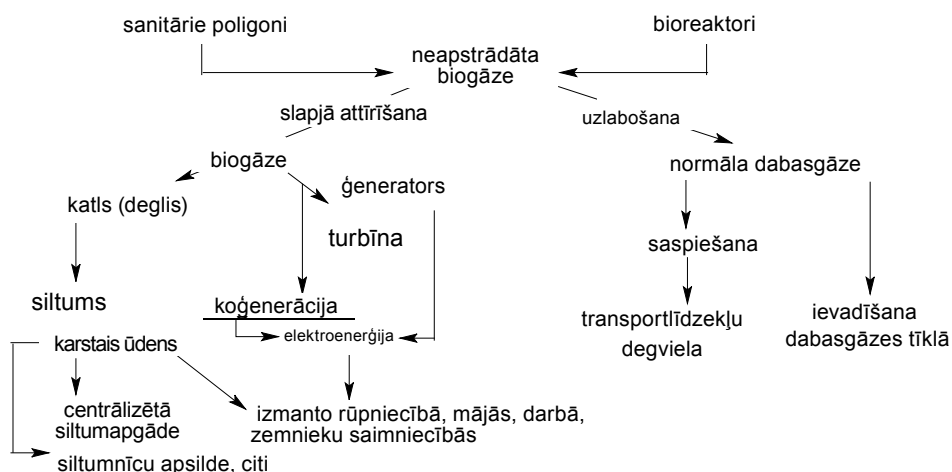 sanitārie poligoni
bioreaktori
neapstrādāta
biogāze
slapjā attīrīšana
uzlabošana
biogāze
normāla dabasgāze
ģenerators
katls (deglis)
turbīna
saspiešana
siltums
koģenerācija
transportlīdzekļu
degviela
ievadīšana
dabasgāzes tīklā
elektroenerģija
karstais ūdens
centrālizētā
siltumapgāde
izmanto rūpniecībā, mājās, darbā,
zemnieku saimniecībās
siltumnīcu apsilde, citi